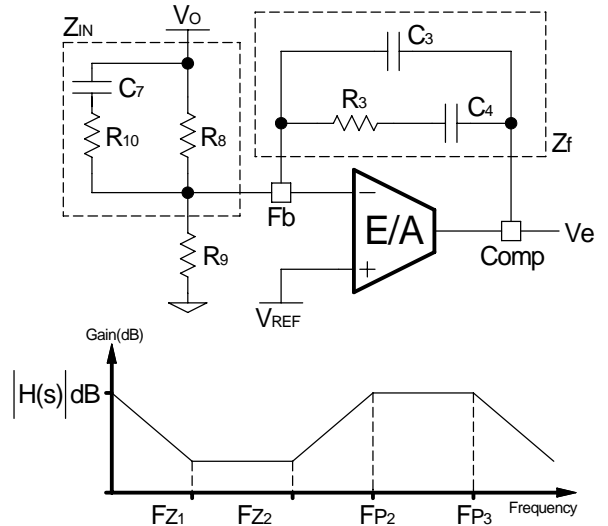 ZIN
VO
C7
R10
R8
C3
R3
C4
Zf
Fb
E/A
Ve
Comp
R9
VREF
Gain(dB)
|H(s)|dB
FZ1
FZ2
FP2
FP3
Frequency